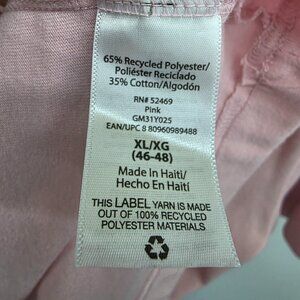 65% Recycled Polyester/
Poliéster Reciclado
35% Cotton/Algodón
RN# 52469
Pink
GM31Y025
EAN/UPC 8 80960989488
XL/XG
(46-48)
Made In Haiti/
Hecho En Haití
THIS LABEL YARN IS MADE
OUT OF 100% RECYCLED
POLYESTER MATERIALS